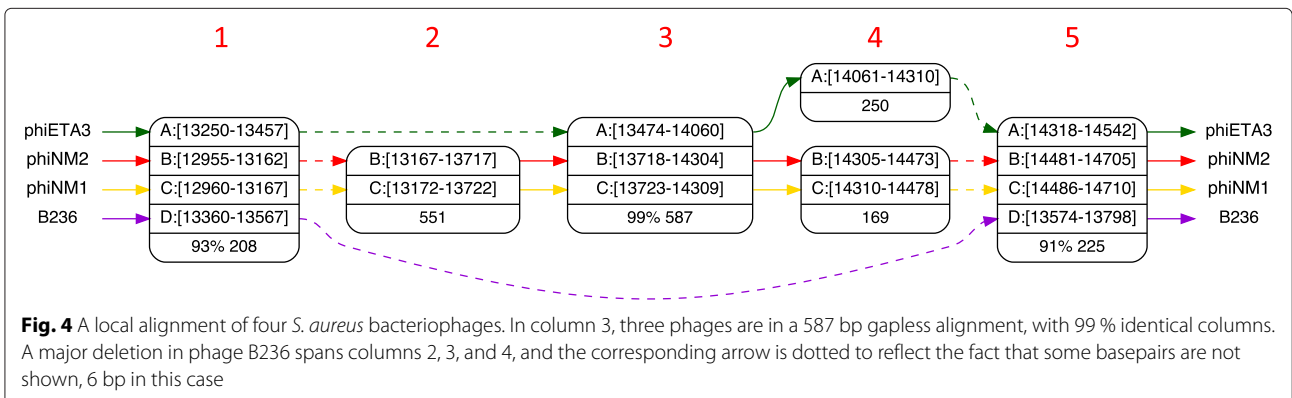 1 2 3 4 5
A:[14061-14310]
250
phiETA3 A:[13250-13457] A:[13474-14060] A:[14318-14542] phiETA3
phiNM2 B:[12955-13162] B:[13167-13717] B:[13718-14304] B:[14305-14473] B:[14481-14705] phiNM2
phiNM1 C:[12960-13167] C:[13172-13722] C:[13723-14309] C:[14310-14478] C:[14486-14710] phiNM1
B236 D:[13360-13567] 551 99% 587 169 D:[13574-13798] B236
93% 208 91% 225
Fig. 4 A local alignment of four S. aureus bacteriophages. In column 3, three phages are in a 587 bp gapless alignment, with 99 % identical columns.
A major deletion in phage B236 spans columns 2, 3, and 4, and the corresponding arrow is dotted to reflect the fact that some basepairs are not
shown, 6 bp in this case